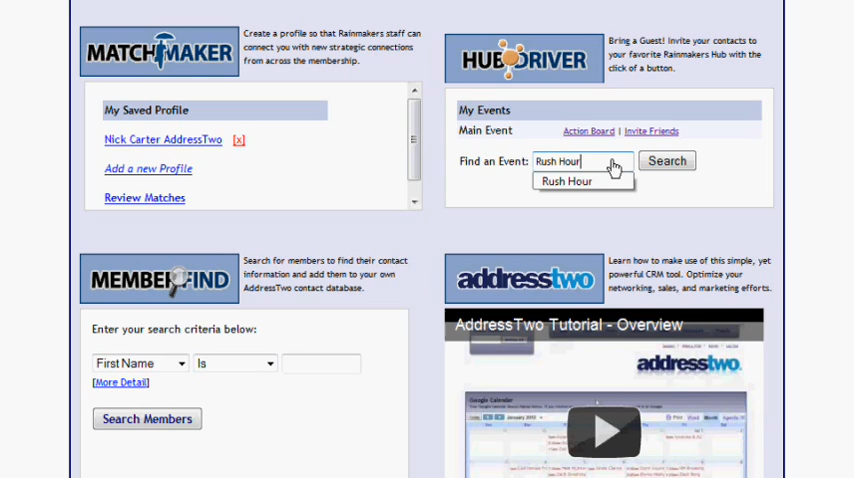 MATCHMAKER
Create a profile so that Rainmakers staff can
connect you with new strategic connections
from across the membership.
My Saved Profile
Nick Carter AddressTwo [x]
Add a new Profile
Review Matches
HUBDRIVER
Bring a Guest! Invite your contacts to
your favorite Rainmakers Hub with the
click of a button.
My Events
Main Event Action Board | Invite Friends
Find an Event: Rush Hour Search
Rush Hour
MEMBERFIND
Search for members to find their contact
information and add them to your own
AddressTwo contact database.
Enter your search criteria below:
First Name Is
[More Detail]
Search Members
addresstwo
Learn how to make use of this simple, yet
powerful CRM tool. Optimize your
networking, sales, and marketing efforts.
AddressTwo Tutorial - Overview
addresstwo.
Google Calendar